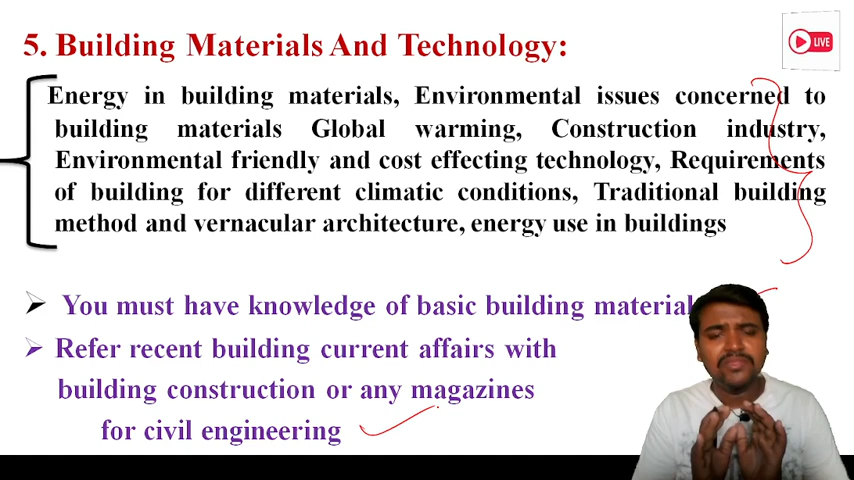 5. Building Materials And Technology:
LIVE
Energy in building materials, Environmental issues concerned to
building materials Global warming, Construction industry,
Environmental friendly and cost effecting technology, Requirements
of building for different climatic conditions, Traditional building
method and vernacular architecture, energy use in buildings
You must have knowledge of basic building material
Refer recent building current affairs with
building construction or any magazines
for civil engineering